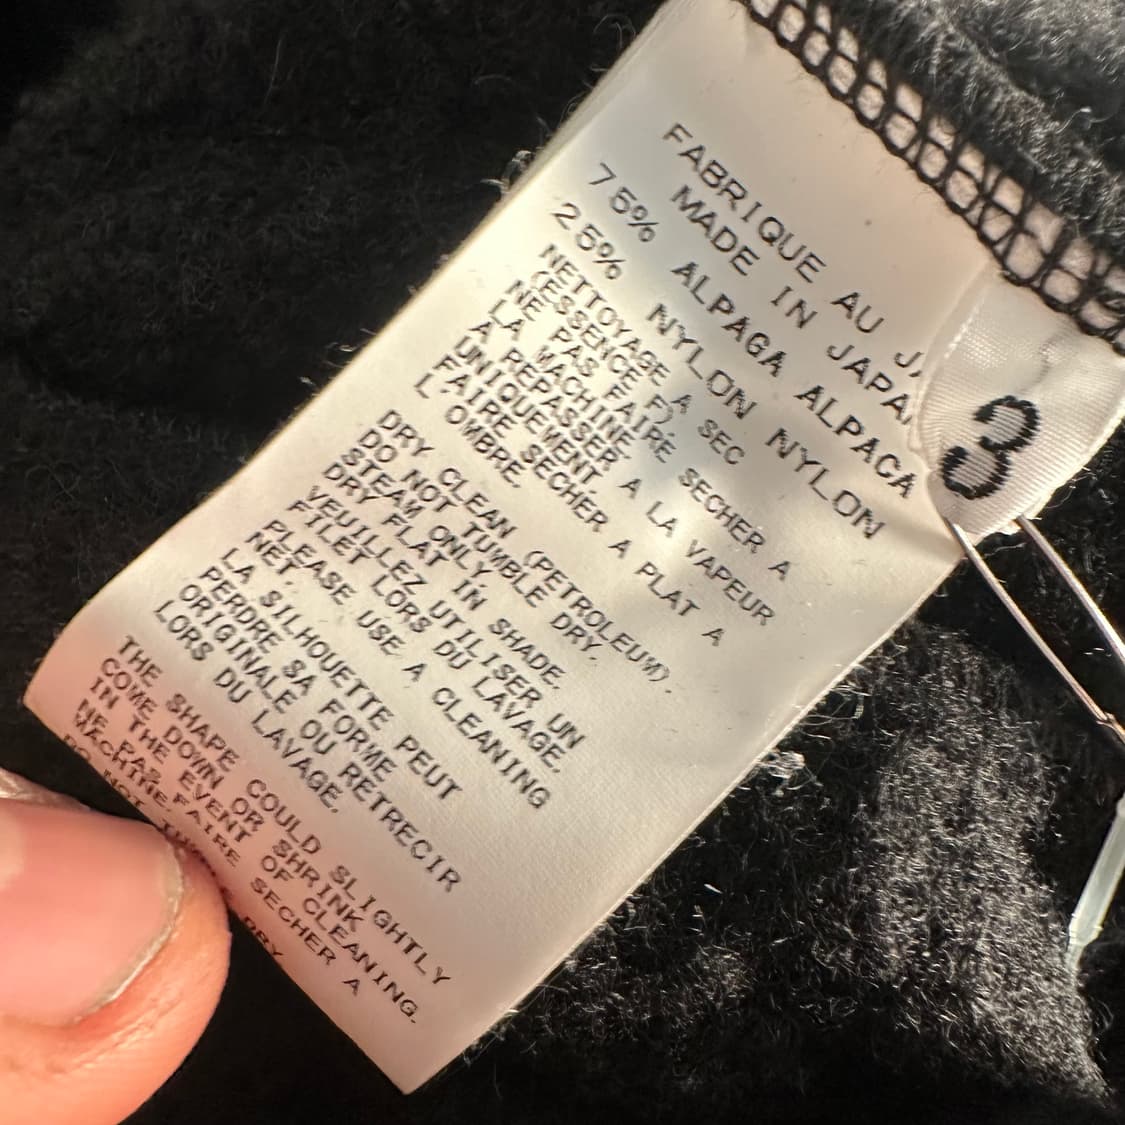 FABRIQUE AU
MADE IN JAPAN
75% ALPAGA ALPACA
25% NYLON NYLON
NETTOYAGE A SEC
(ESSENCE F).
NE PAS FAIRE SECHER A
LA MACHINE.
A REPASSER A LA VAPEUR
UNIQUEMENT.
FAIRE SECHER A PLAT A
L'OMBRE
DRY CLEAN (PETROLEUM).
DO NOT TUMBLE DRY.
STEAM ONLY.
DRY FLAT IN SHADE.
VEUILLEZ UTILISER UN
FILET LORS DU LAVAGE.
PLEASE USE A CLEANING
NET.
LA SILHOUETTE PEUT
PERDRE SA FORME
ORIGINALE OU RETRECIR
LORS DU LAVAGE.
THE SHAPE COULD SLIGHTLY
COME DOWN OR SHRINK
IN THE EVENT OF CLEANING.
NE PAS FAIRE SECHER A
MACHINE.
NOT DRY
3